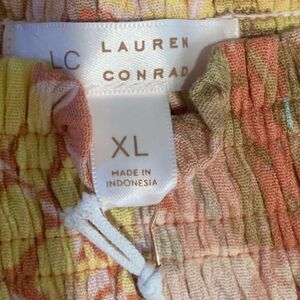 LC LAUREN
CONRAD
XL
MADE IN
INDONESIA